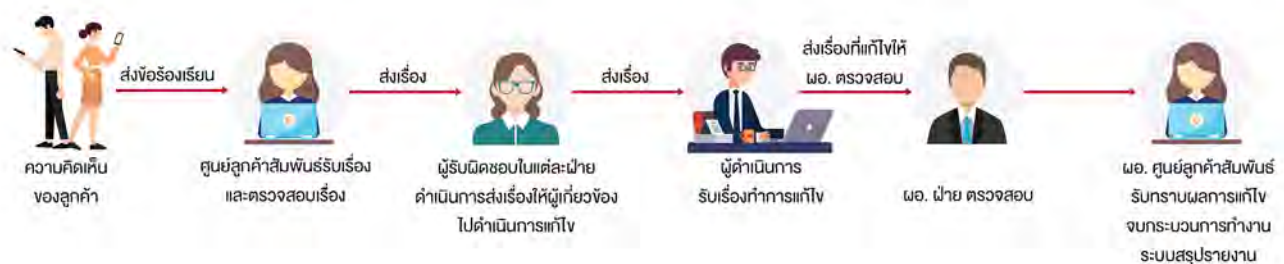 ส่งข้อร้องเรียน
ส่งเรื่อง
ส่งเรื่อง
ส่งเรื่องที่แก้ไขให้
ผอ. ตรวจสอบ
ความคิดเห็น
ของลูกค้า
ศูนย์ลูกค้าสัมพันธ์รับเรื่อง
และตรวจสอบเรื่อง
ผู้รับผิดชอบในแต่ละฝ่าย
ดำเนินการส่งเรื่องให้ผู้เกี่ยวข้อง
ไปดำเนินการแก้ไข
ผู้ดำเนินการ
รับเรื่องทำการแก้ไข
ผอ. ฝ่าย ตรวจสอบ
ผอ. ศูนย์ลูกค้าสัมพันธ์
รับทราบผลการแก้ไข
จบกระบวนการทำงาน
ระบบสรุปรายงาน